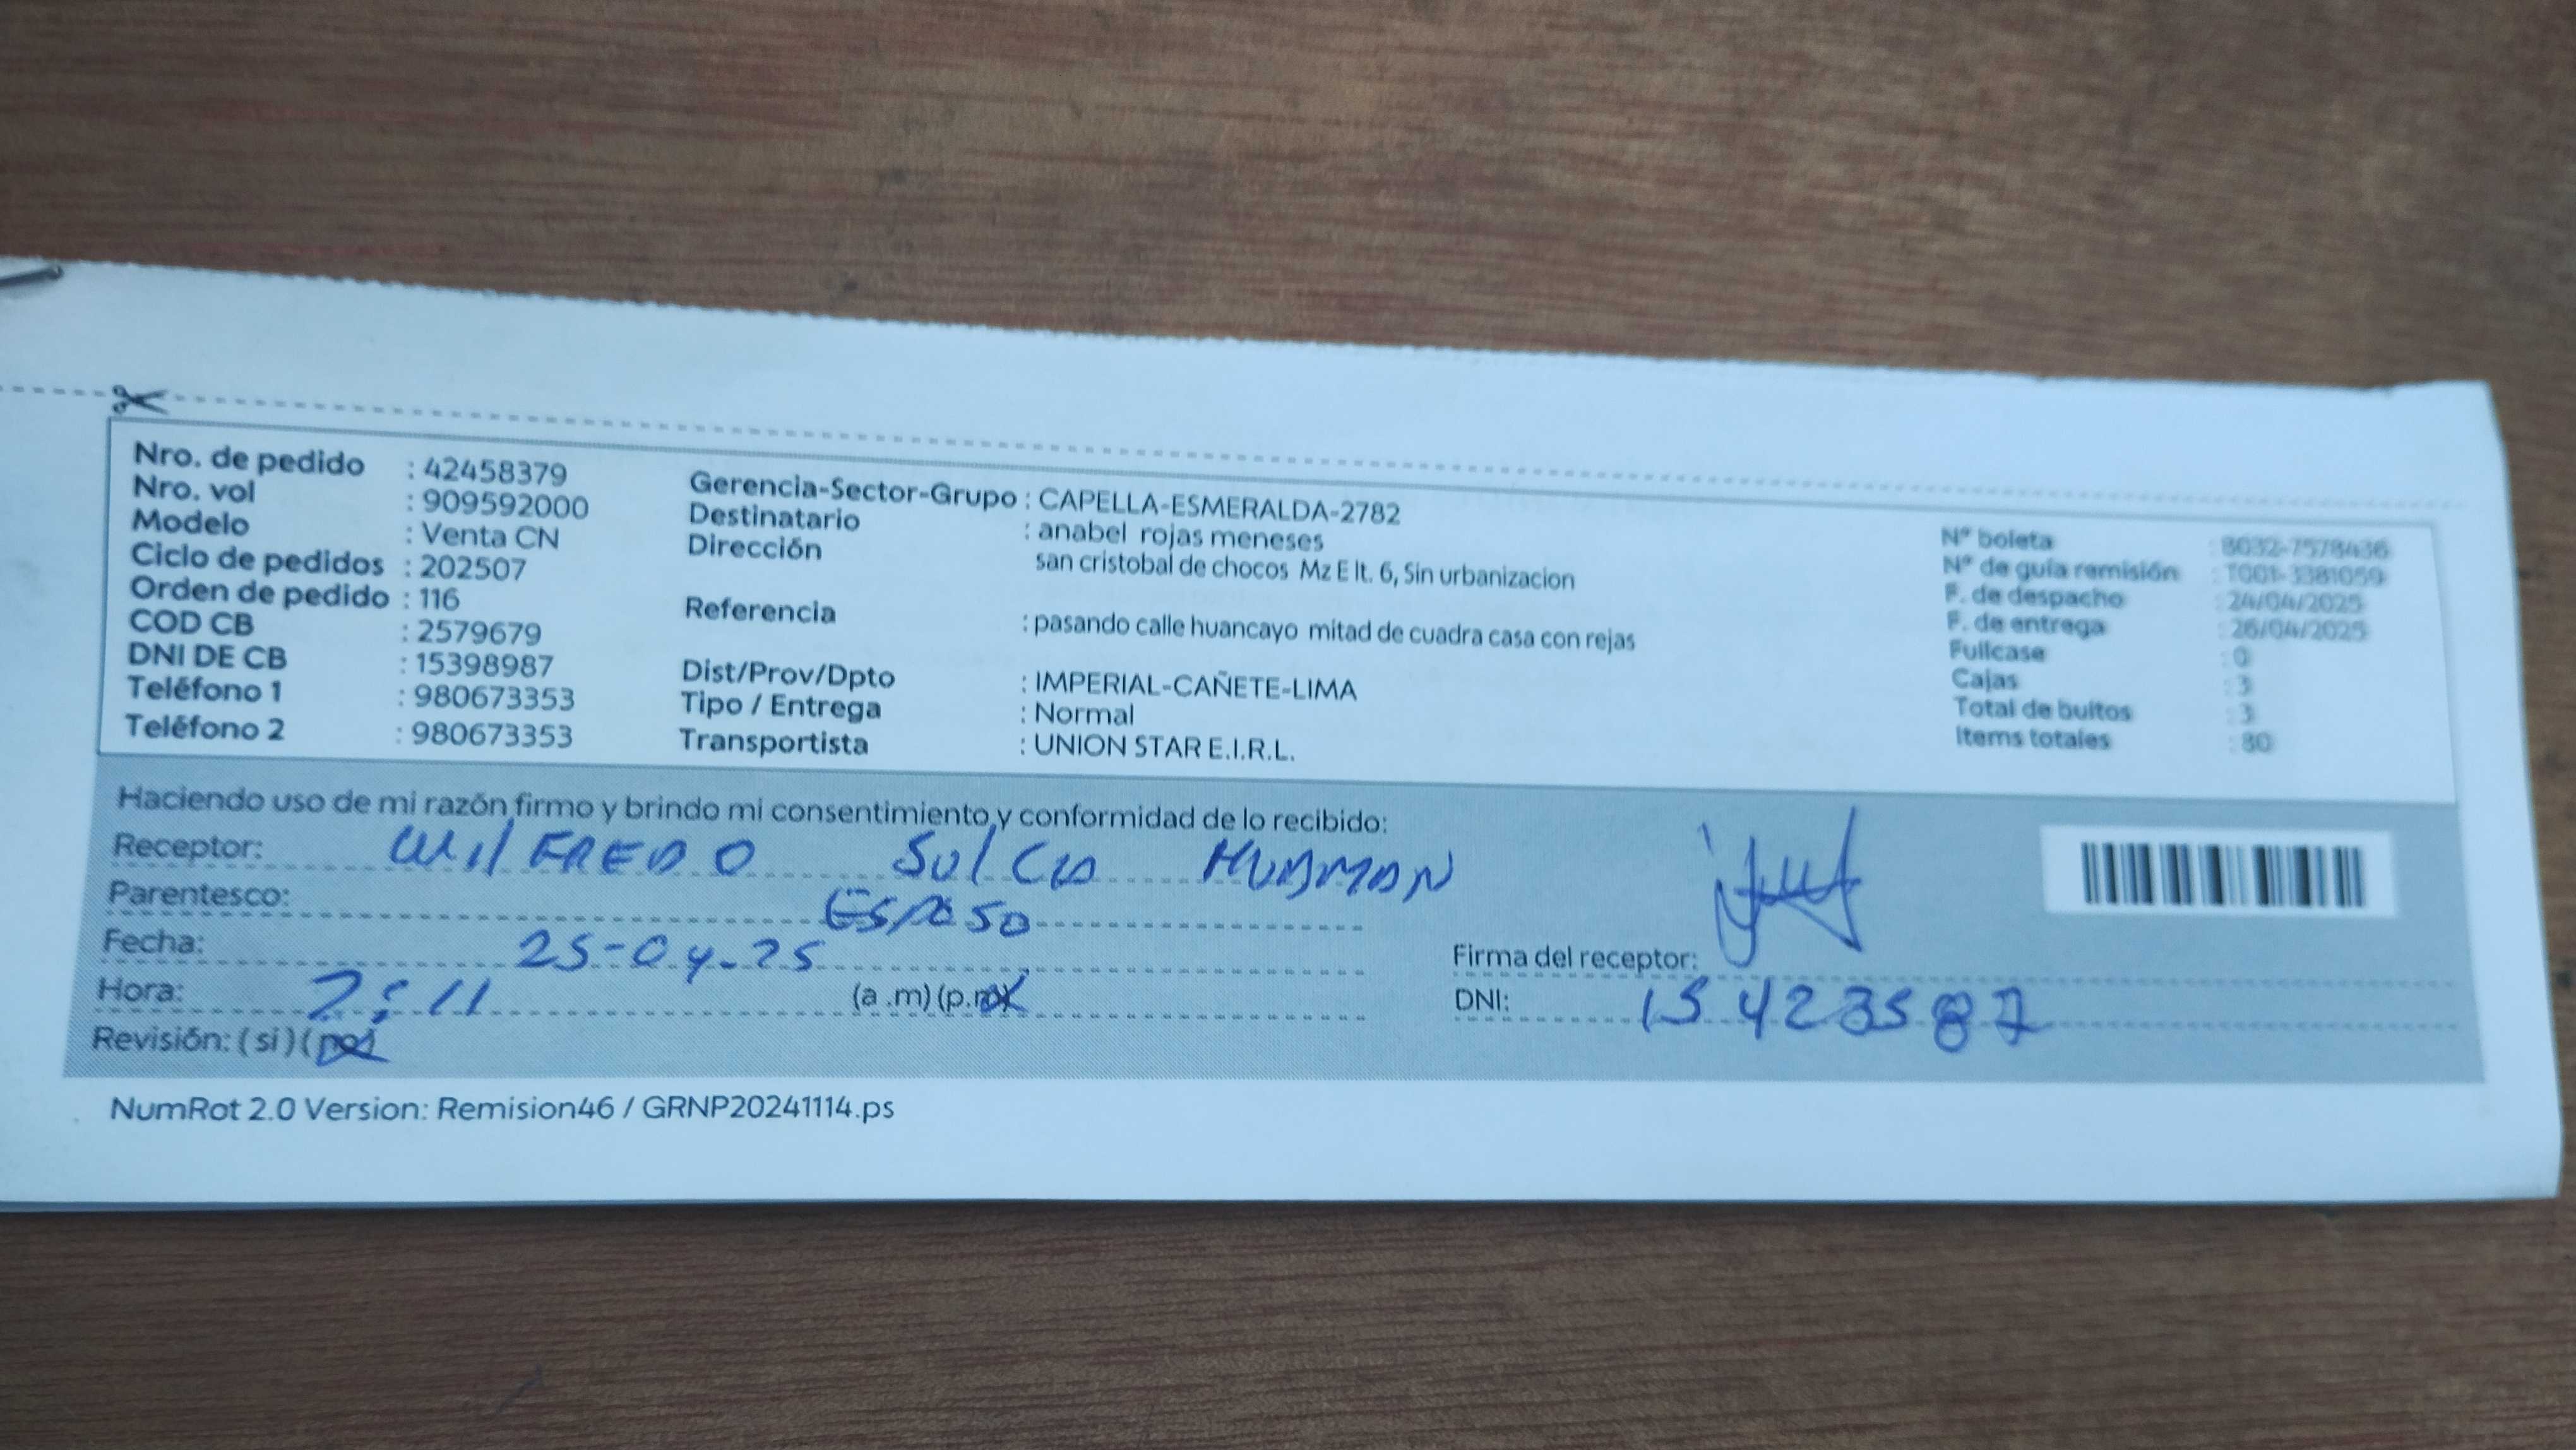 Nro. de pedido : 42458379
Nro. vol : 909592000
Modelo : Venta CN
Ciclo de pedidos : 202507
Orden de pedido : 116
COD CB : 2579679
DNI DE CB : 15398987
Teléfono 1 : 980673353
Teléfono 2 : 980673353
Gerencia-Sector-Grupo : CAPELLA-ESMERALDA-2782
Destinatario : anabel rojas meneses
Dirección san cristobal de chocos Mz E lt. 6, Sin urbanizacion
Referencia : pasando calle huancayo mitad de cuadra casa con rejas
Dist/Prov/Dpto : IMPERIAL-CAÑETE-LIMA
Tipo / Entrega : Normal
Transportista : UNION STAR E.I.R.L.
N° boleta : B032-7578436
N° de guía remisión : T001-3381059
F. de despacho : 24/04/2025
F. de entrega : 26/04/2025
Fullcase : 0
Cajas : 3
Total de bultos : 3
Items totales : 80
Haciendo uso de mi razón, firmo y brindo mi consentimiento y conformidad de lo recibido:
Receptor: WilFREDO SulCA HUAMAN
Parentesco: ESPOSO
Fecha: 25-04-25
Hora: 2:11 (a .m) (p.m)
Revisión: ( si ) ( no )
Firma del receptor:
DNI: 15423587
NumRot 2.0 Version: Remision46 / GRNP20241114.ps